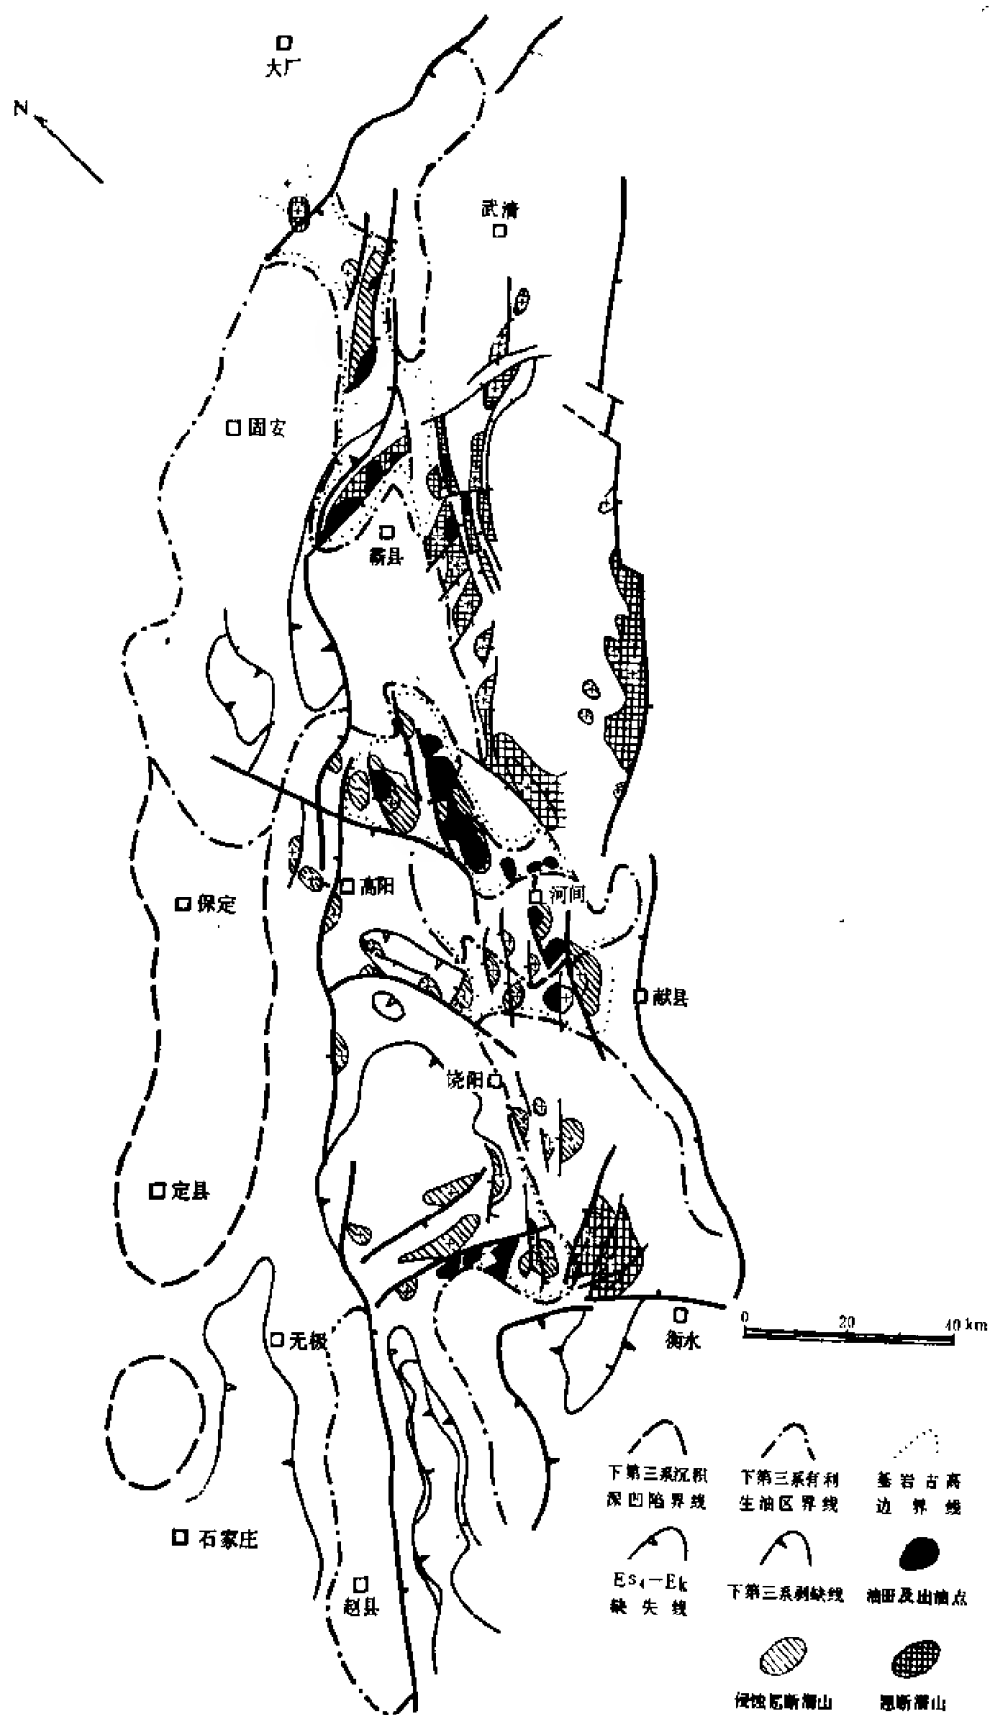 大厂
N
武清
固安
霸县
高阳
河间
保定
献县
饶阳
定县
无极
衡水
0 20 40 km
石家庄
赵县
下第三系沉积
深凹陷界线
下第三系有利
生油区界线
基岩古高
边界线
Es₄—Ek
缺失线
下第三系剥缺线
油田及出油点
侵蚀
断潜山
断潜山